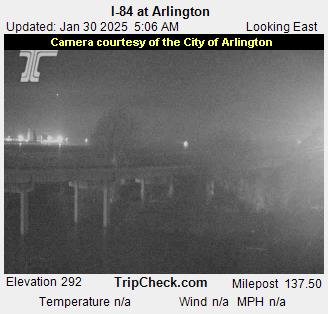 I-84 at Arlington
Updated: Jan 30 2025 5:06 AM Looking East
Camera courtesy of the City of Arlington
Elevation 292 TripCheck.com Milepost 137.50
Temperature n/a Wind n/a MPH n/a